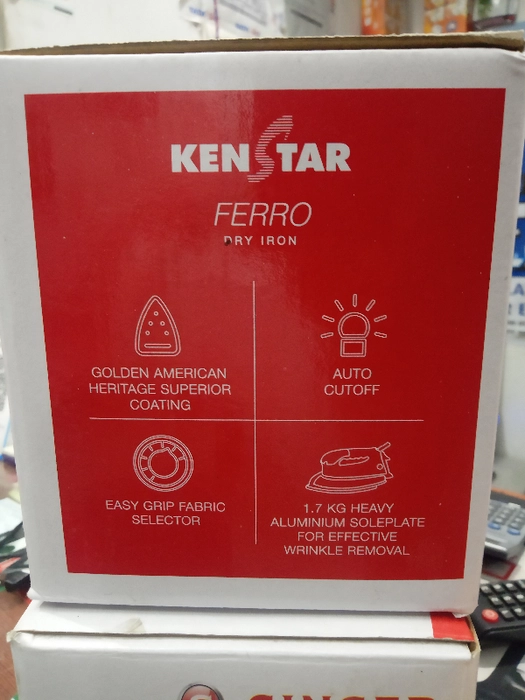 KENSTAR
FERRO
DRY IRON
GOLDEN AMERICAN
HERITAGE SUPERIOR
COATING
AUTO
CUTOFF
EASY GRIP FABRIC
SELECTOR
1.7 KG HEAVY
ALUMINIUM SOLEPLATE
FOR EFFECTIVE
WRINKLE REMOVAL